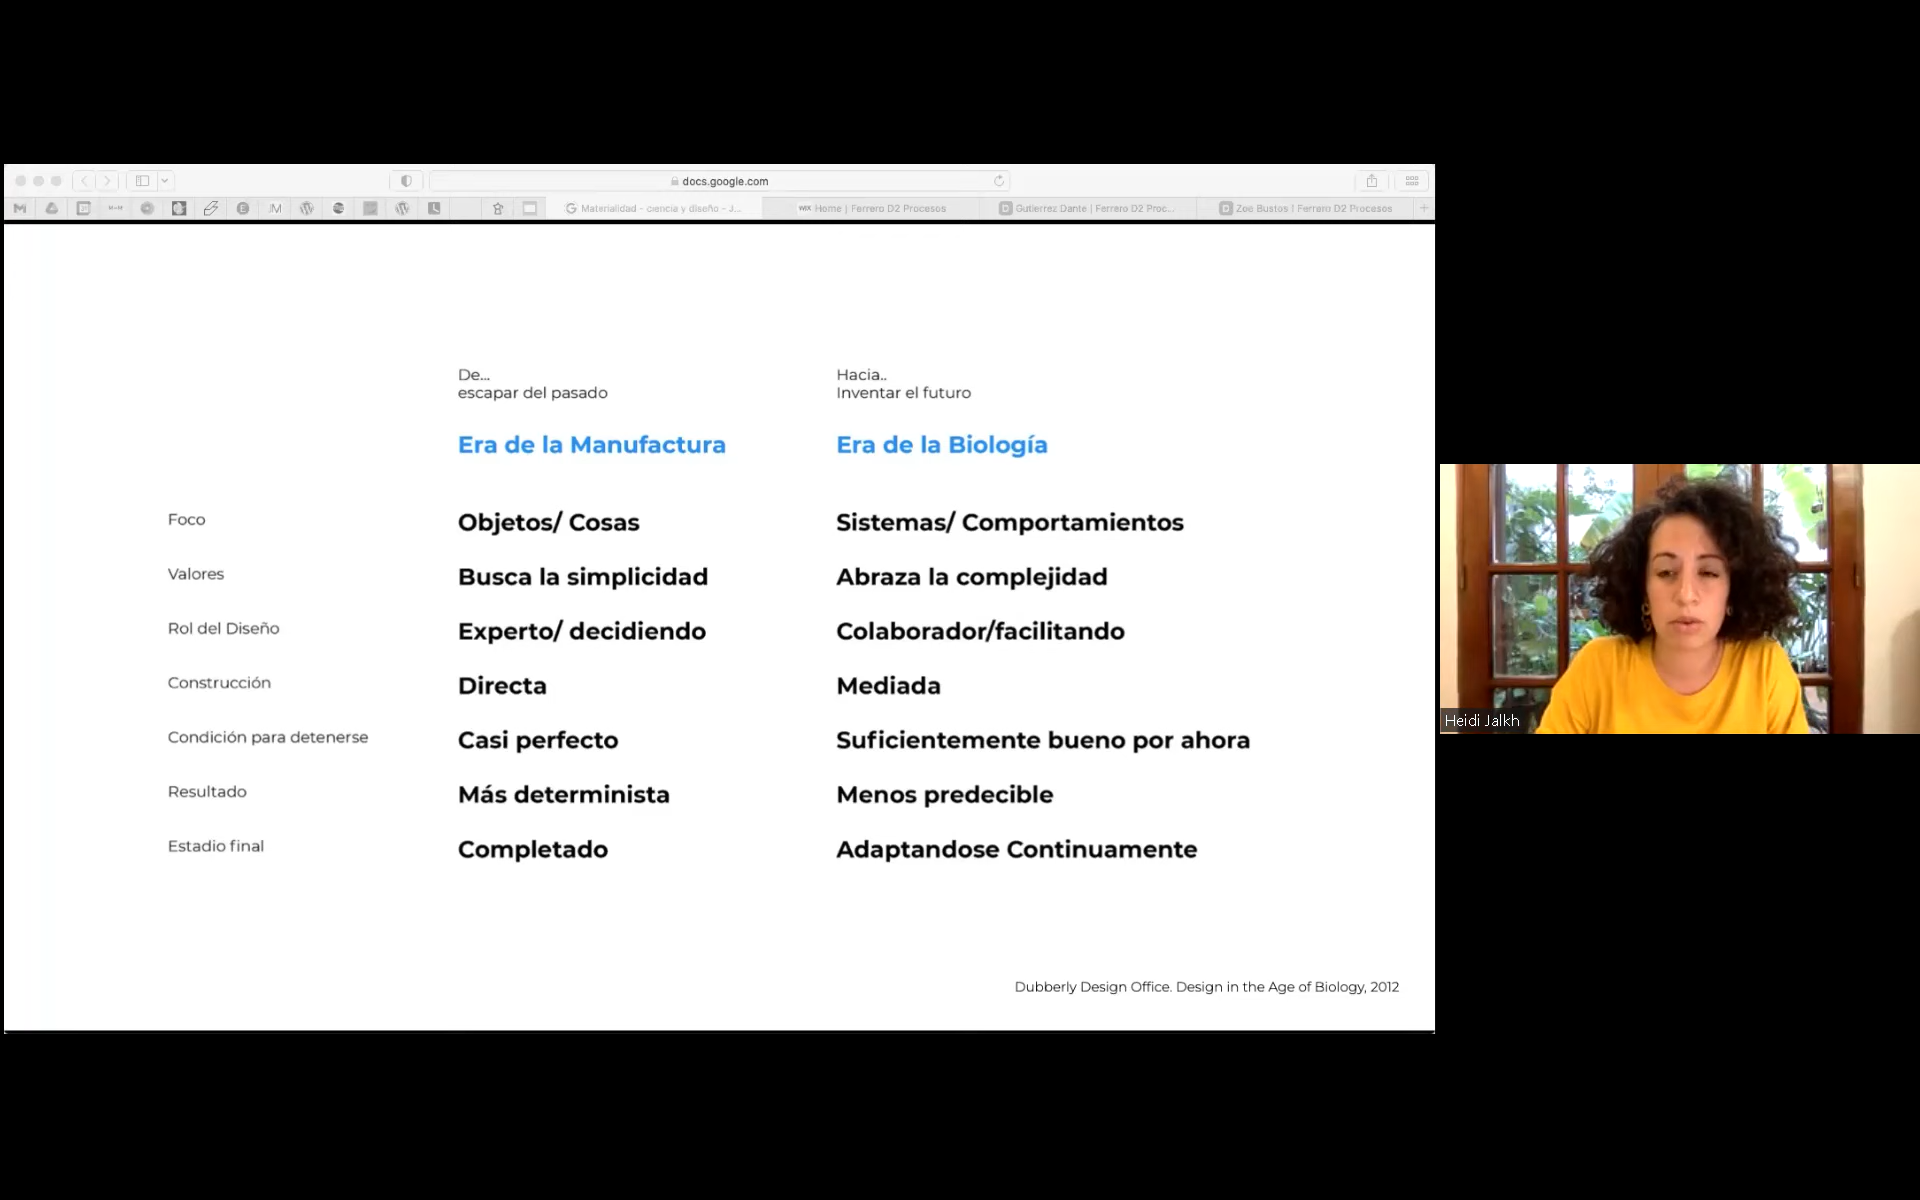 docs.google.com
Materialidad - ciencia y diseño - J...
WIX Home | Ferrero D2 Procesos
Gutierrez Dante | Ferrero D2 Proc...
Zoe Bustos | Ferrero D2 Procesos
De...
escapar del pasado
Hacia..
Inventar el futuro
Era de la Manufactura
Era de la Biología
Foco
Objetos/ Cosas
Sistemas/ Comportamientos
Valores
Busca la simplicidad
Abraza la complejidad
Rol del Diseño
Experto/ decidiendo
Colaborador/facilitando
Construcción
Directa
Mediada
Condición para detenerse
Casi perfecto
Suficientemente bueno por ahora
Resultado
Más determinista
Menos predecible
Estadio final
Completado
Adaptandose Continuamente
Dubberly Design Office. Design in the Age of Biology, 2012
Heidi Jalkh